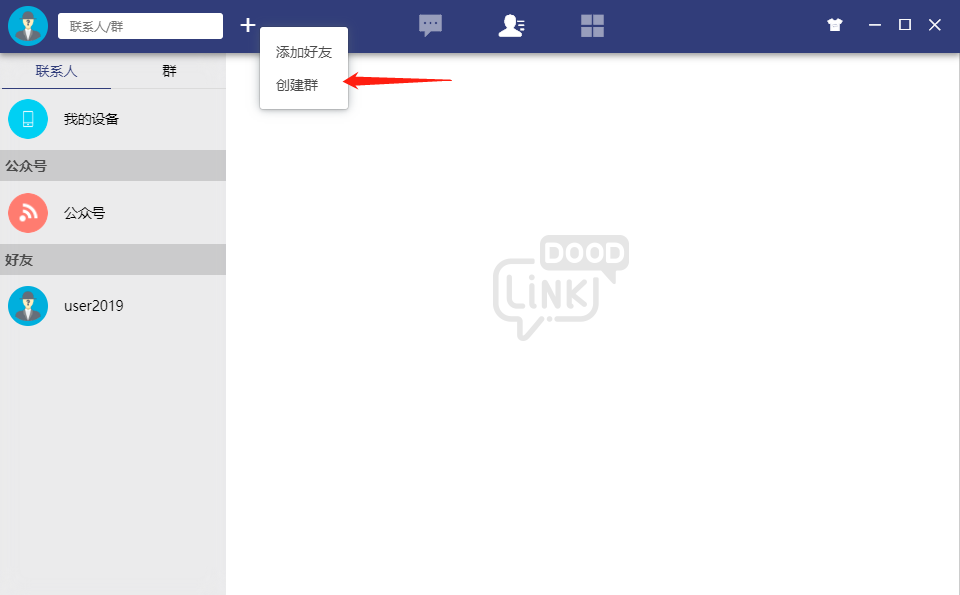 联系人/群
添加好友
创建群
联系人
群
我的设备
公众号
公众号
好友
user2019
DOOD
LiNK